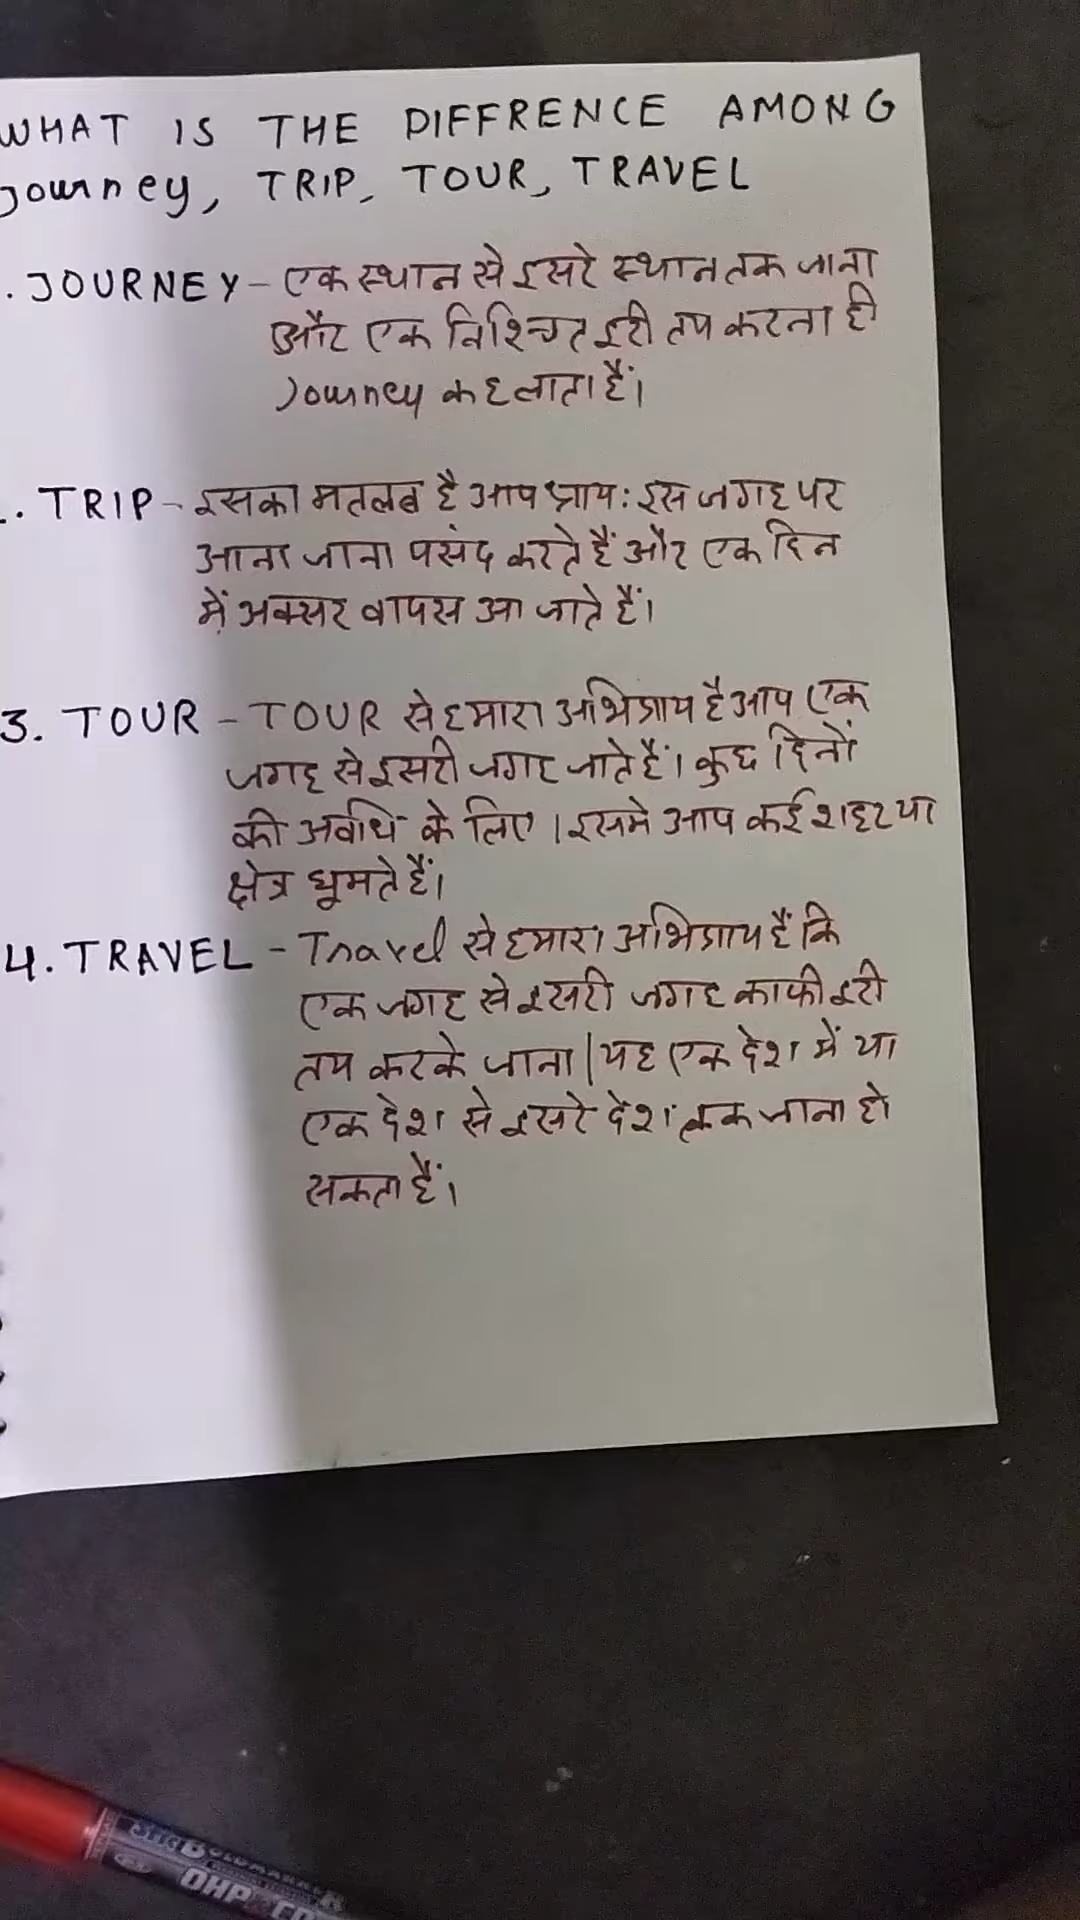 WHAT IS THE DIFFRENCE AMONG
Journey, TRIP, TOUR, TRAVEL
. JOURNEY - एक स्थान से दूसरे स्थान तक जाना
और एक निश्चित दूरी तय करना ही
Journey कहलाता हैं।
. TRIP - इसका मतलब है आप प्राय: इस जगह पर
आना जाना पसंद करते हैं और एक दिन
में अक्सर वापस आ जाते हैं।
3. TOUR - TOUR से हमारा अभिप्राय है आप एक
जगह से दूसरी जगह जाते हैं। कुछ दिनों
की अवधि के लिए। इसमे आप कई शहर या
क्षेत्र घूमते हैं।
4. TRAVEL - Travel से हमारा अभिप्राय हैं कि
एक जगह से दूसरी जगह काफी दूरी
तय करके जाना। यह एक देश में या
एक देश से दूसरे देश तक जाना हो
सकता हैं।
OHP